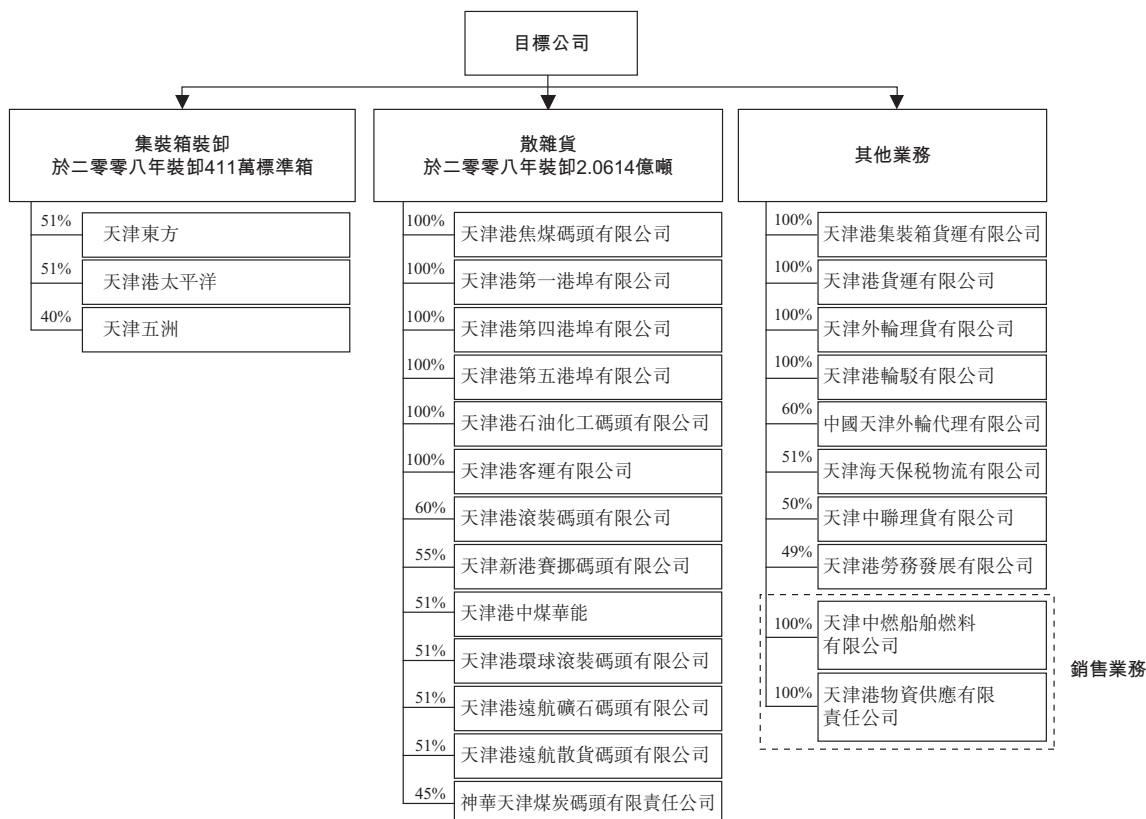 目標公司
集裝箱裝卸
於二零零八年裝卸411萬標準箱
51%
天津東方
51%
天津港太平洋
40%
天津五洲
散雜貨
於二零零八年裝卸2.0614億噸
100%
天津港焦煤碼頭有限公司
100%
天津港第一港埠有限公司
100%
天津港第四港埠有限公司
100%
天津港第五港埠有限公司
100%
天津港石油化工碼頭有限公司
100%
天津港客運有限公司
60%
天津港滾裝碼頭有限公司
55%
天津新港賽挪碼頭有限公司
51%
天津港中煤華能
51%
天津港環球滾裝碼頭有限公司
51%
天津港遠航礦石碼頭有限公司
51%
天津港遠航散貨碼頭有限公司
45%
神華天津煤炭碼頭有限責任公司
其他業務
100%
天津港集裝箱貨運有限公司
100%
天津港貨運有限公司
100%
天津外輪理貨有限公司
100%
天津港輪駁有限公司
60%
中國天津外輪代理有限公司
51%
天津海天保税物流有限公司
50%
天津中聯理貨有限公司
49%
天津港勞務發展有限公司
100%
天津中燃船舶燃料
有限公司
100%
天津港物資供應有限
責任公司
銷售業務